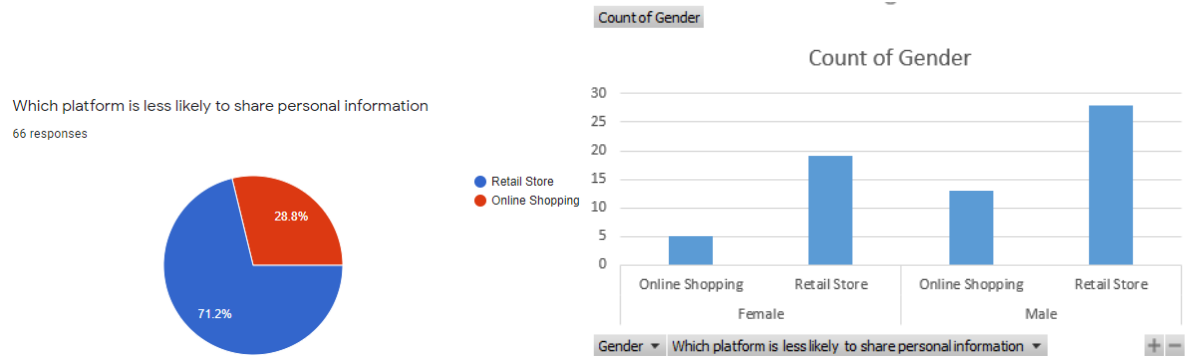 Which platform is less likely to share personal information
66 responses
Retail Store
Online Shopping
28.8%
71.2%
Count of Gender
Count of Gender
30
25
20
15
10
5
0
Online Shopping Retail Store Online Shopping Retail Store
Female Male
Gender Which platform is less likely to share personal information